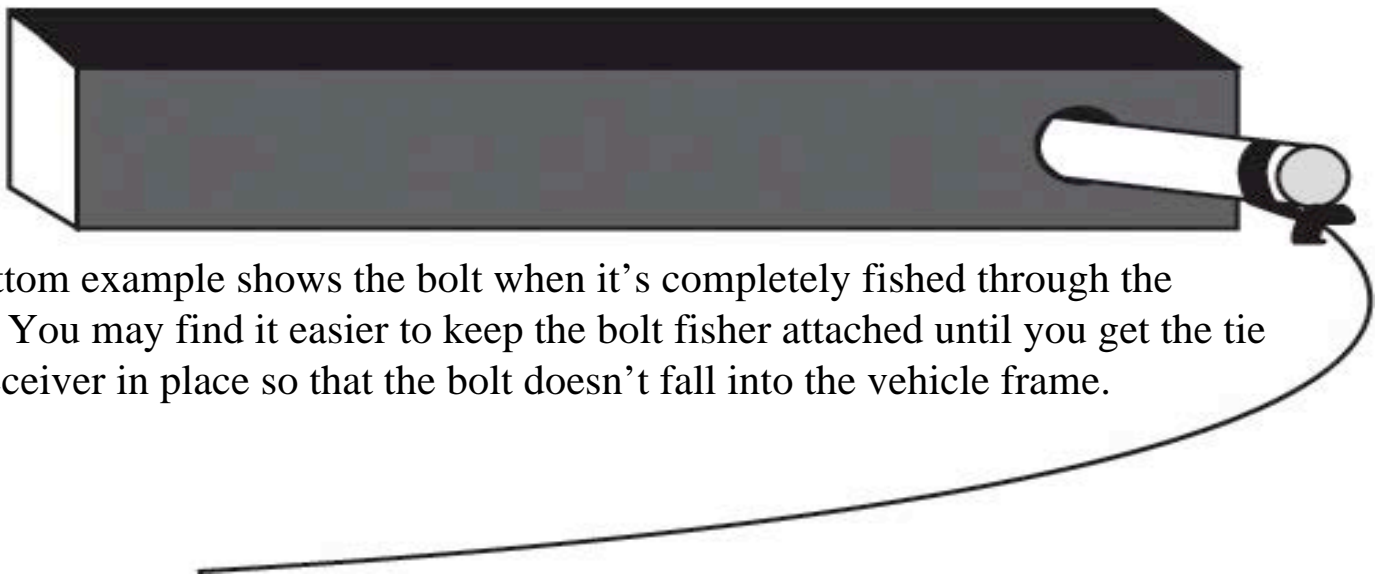 ttom example shows the bolt when it’s completely fished through the
You may find it easier to keep the bolt fisher attached until you get the tie
ceiver in place so that the bolt doesn’t fall into the vehicle frame.